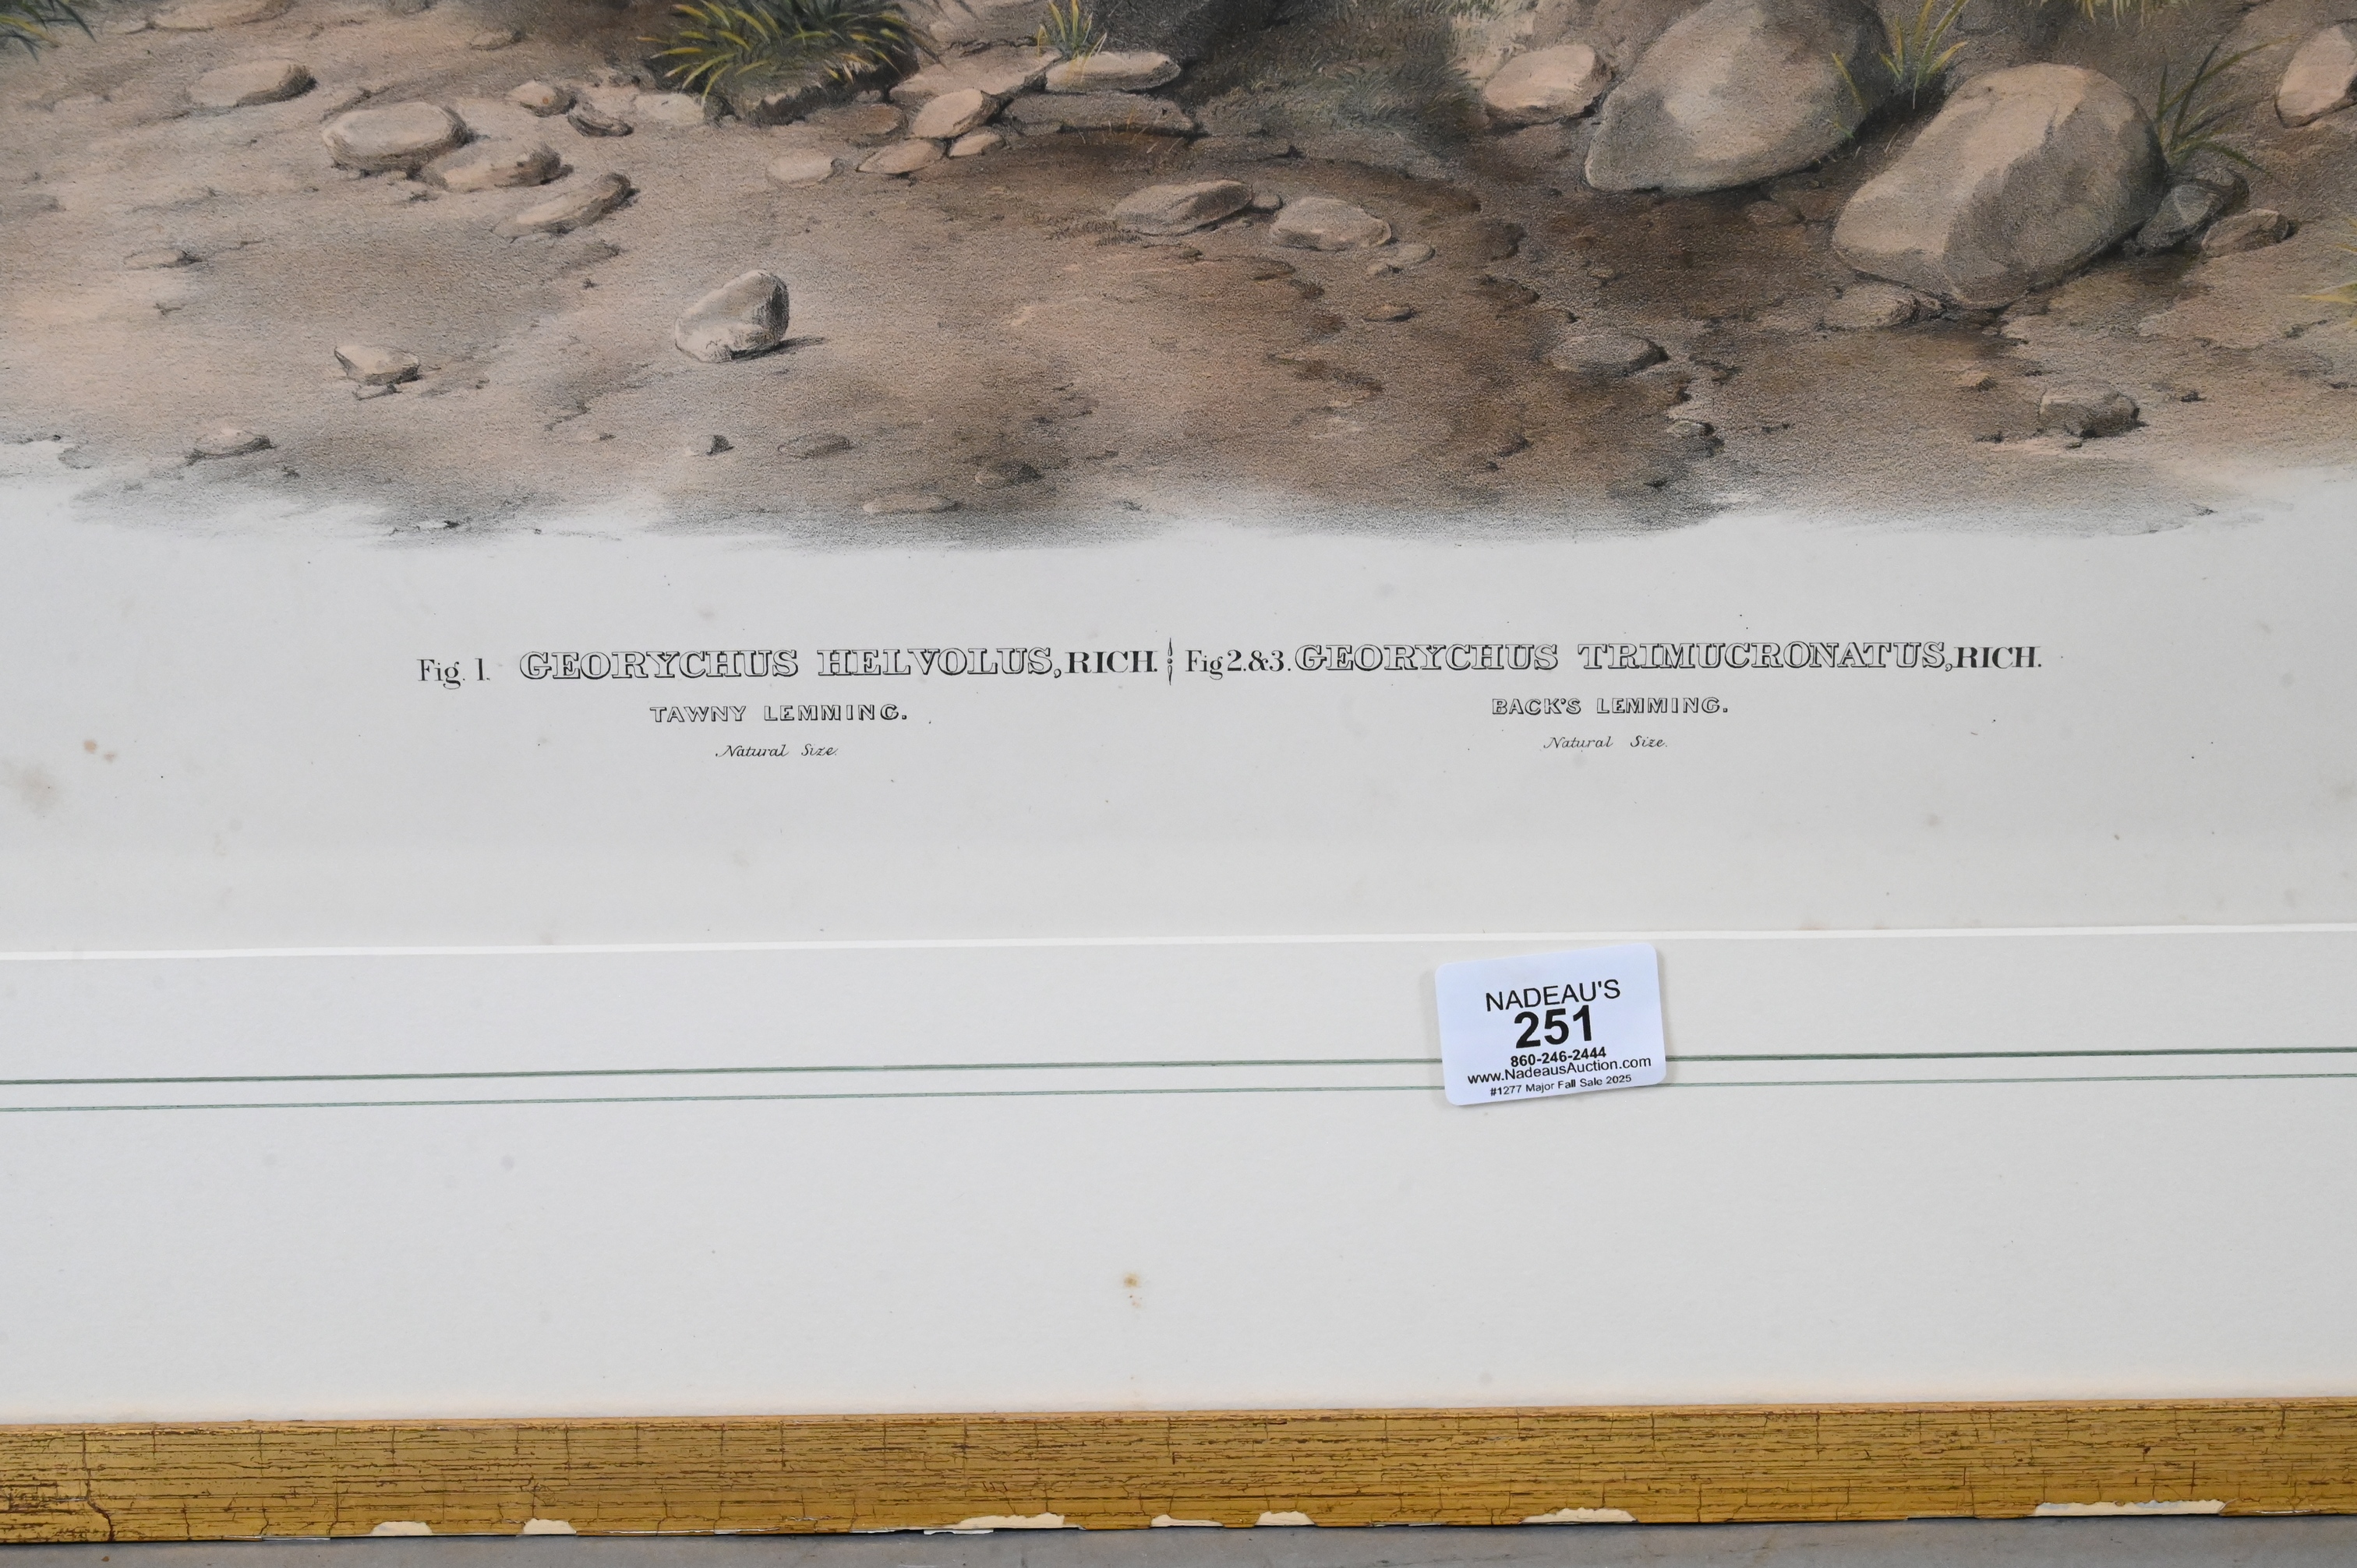 Fig. 1. GEORYCHUS HELVOLUS, RICH. Fig 2.&3. GEORYCHUS TRIMUCRONATUS, RICH.
TAWNY LEMMING. BACK'S LEMMING.
Natural Size. Natural Size.
NADEAU'S
251
860-246-2444
www.NadeausAuction.com
#1277 Major Fall Sale 2025